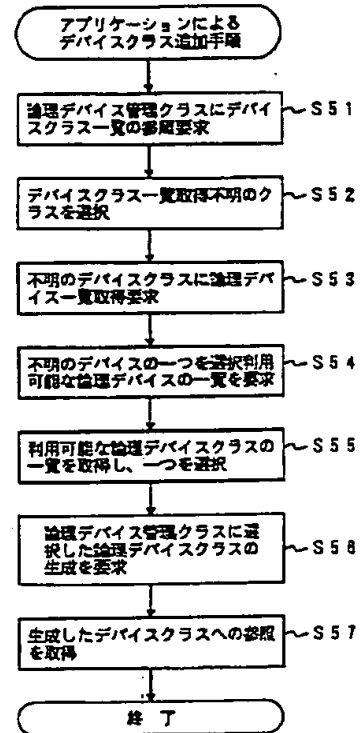 アプリケーションによる
デバイスクラス追加手順
論理デバイス管理クラスにデバイ
スクラス一覧の参照要求
S51
デバイスクラス一覧取得不明のク
ラスを選択
S52
不明のデバイスクラスに論理デバ
イス一覧取得要求
S53
不明のデバイスの一つを選択利用
可能な論理デバイスの一覧を要求
S54
利用可能な論理デバイスクラスの
一覧を取得し、一つを選択
S55
論理デバイス管理クラスに選
択した論理デバイスクラスの
生成を要求
S56
生成したデバイスクラスへの参照
を取得
S57
終了